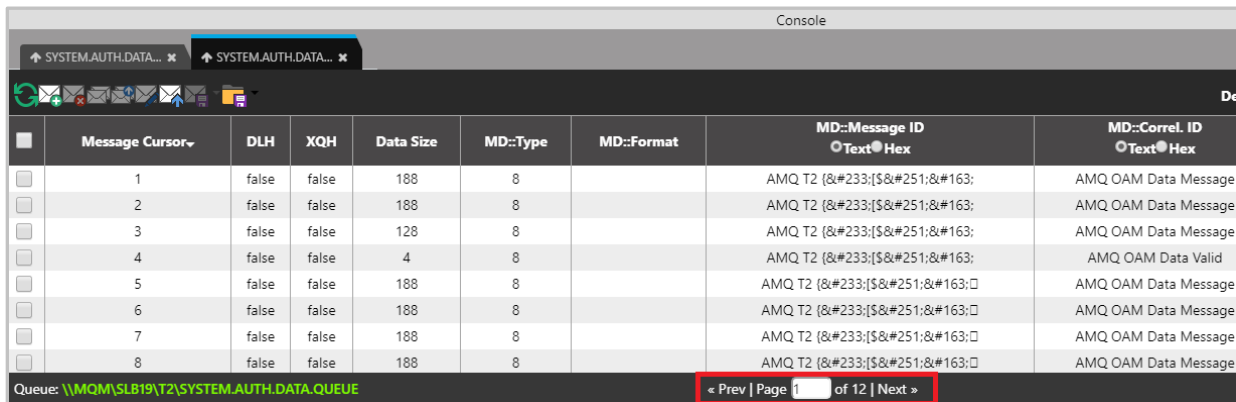 Console
SYSTEM.AUTH.DATA... ✖ SYSTEM.AUTH.DATA... ✖
De
Message Cursor DLH XQH Data Size MD::Type MD::Format MD::Message ID MD::Correl. ID
Text Hex Text Hex
1 false false 188 8 AMQ T2 {&#233;[$&#251;&#163; AMQ OAM Data Message
2 false false 188 8 AMQ T2 {&#233;[$&#251;&#163; AMQ OAM Data Message
3 false false 128 8 AMQ T2 {&#233;[$&#251;&#163; AMQ OAM Data Message
4 false false 4 8 AMQ T2 {&#233;[$&#251;&#163; AMQ OAM Data Valid
5 false false 188 8 AMQ T2 {&#233;[$&#251;&#163;□ AMQ OAM Data Message
6 false false 188 8 AMQ T2 {&#233;[$&#251;&#163;□ AMQ OAM Data Message
7 false false 188 8 AMQ T2 {&#233;[$&#251;&#163;□ AMQ OAM Data Message
8 false false 188 8 AMQ T2 {&#233;[$&#251;&#163;□ AMQ OAM Data Message
Queue: \\MQM\SLB19\T2\SYSTEM.AUTH.DATA.QUEUE « Prev | Page 1 of 12 | Next »